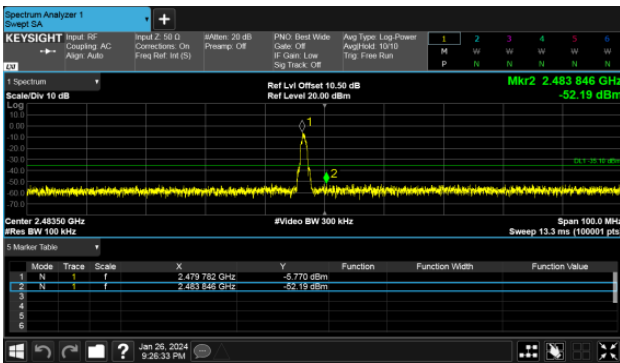 Spectrum Analyzer 1
Swept SA
+
KEYSIGHT
Input: RF
Coupling: AC
Align: Auto
Input Z: 50 Ω
Corrections: On
Freq Ref: Int (S)
#Atten: 20 dB
Preamp: Off
PNO: Best Wide
Gate: Off
IF Gain: Low
Sig Track: Off
Avg Type: Log-Power
Avg|Hold: 10/10
Trig: Free Run
1 2 3 4 5 6
M W W W W W
P N N N N N
LXI
1 Spectrum
Scale/Div 10 dB
Ref Lvl Offset 10.50 dB
Ref Level 20.00 dBm
Mkr2 2.483 846 GHz
-52.19 dBm
Log
10.0
0.00
-10.0
-20.0
-30.0
-40.0
-50.0
-60.0
-70.0
1
2
DL1 -35.10 dBm
Center 2.48350 GHz
#Video BW 300 kHz
Span 100.0 MHz
#Res BW 100 kHz
Sweep 13.3 ms (100001 pts)
5 Marker Table
Mode Trace Scale X Y Function Function Width Function Value
1 N 1 f 2.479 782 GHz -5.770 dBm
2 N 1 f 2.483 846 GHz -52.19 dBm
3
4
5
6
?
Jan 26, 2024
9:26:33 PM